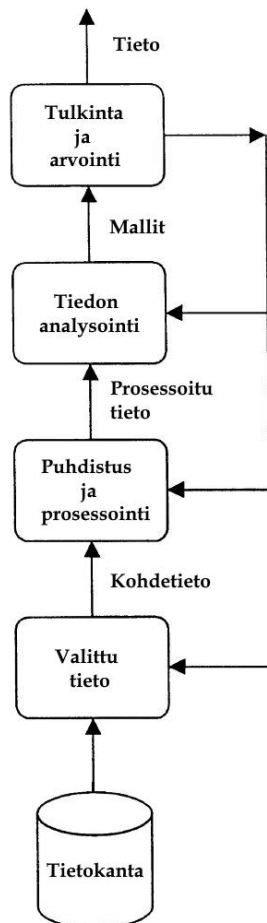 Tieto
Tulkinta
ja
arvointi
Mallit
Tiedon
analysointi
Prosessoitu
tieto
Puhdistus
ja
prosessointi
Kohdetieto
Valittu
tieto
Tietokanta